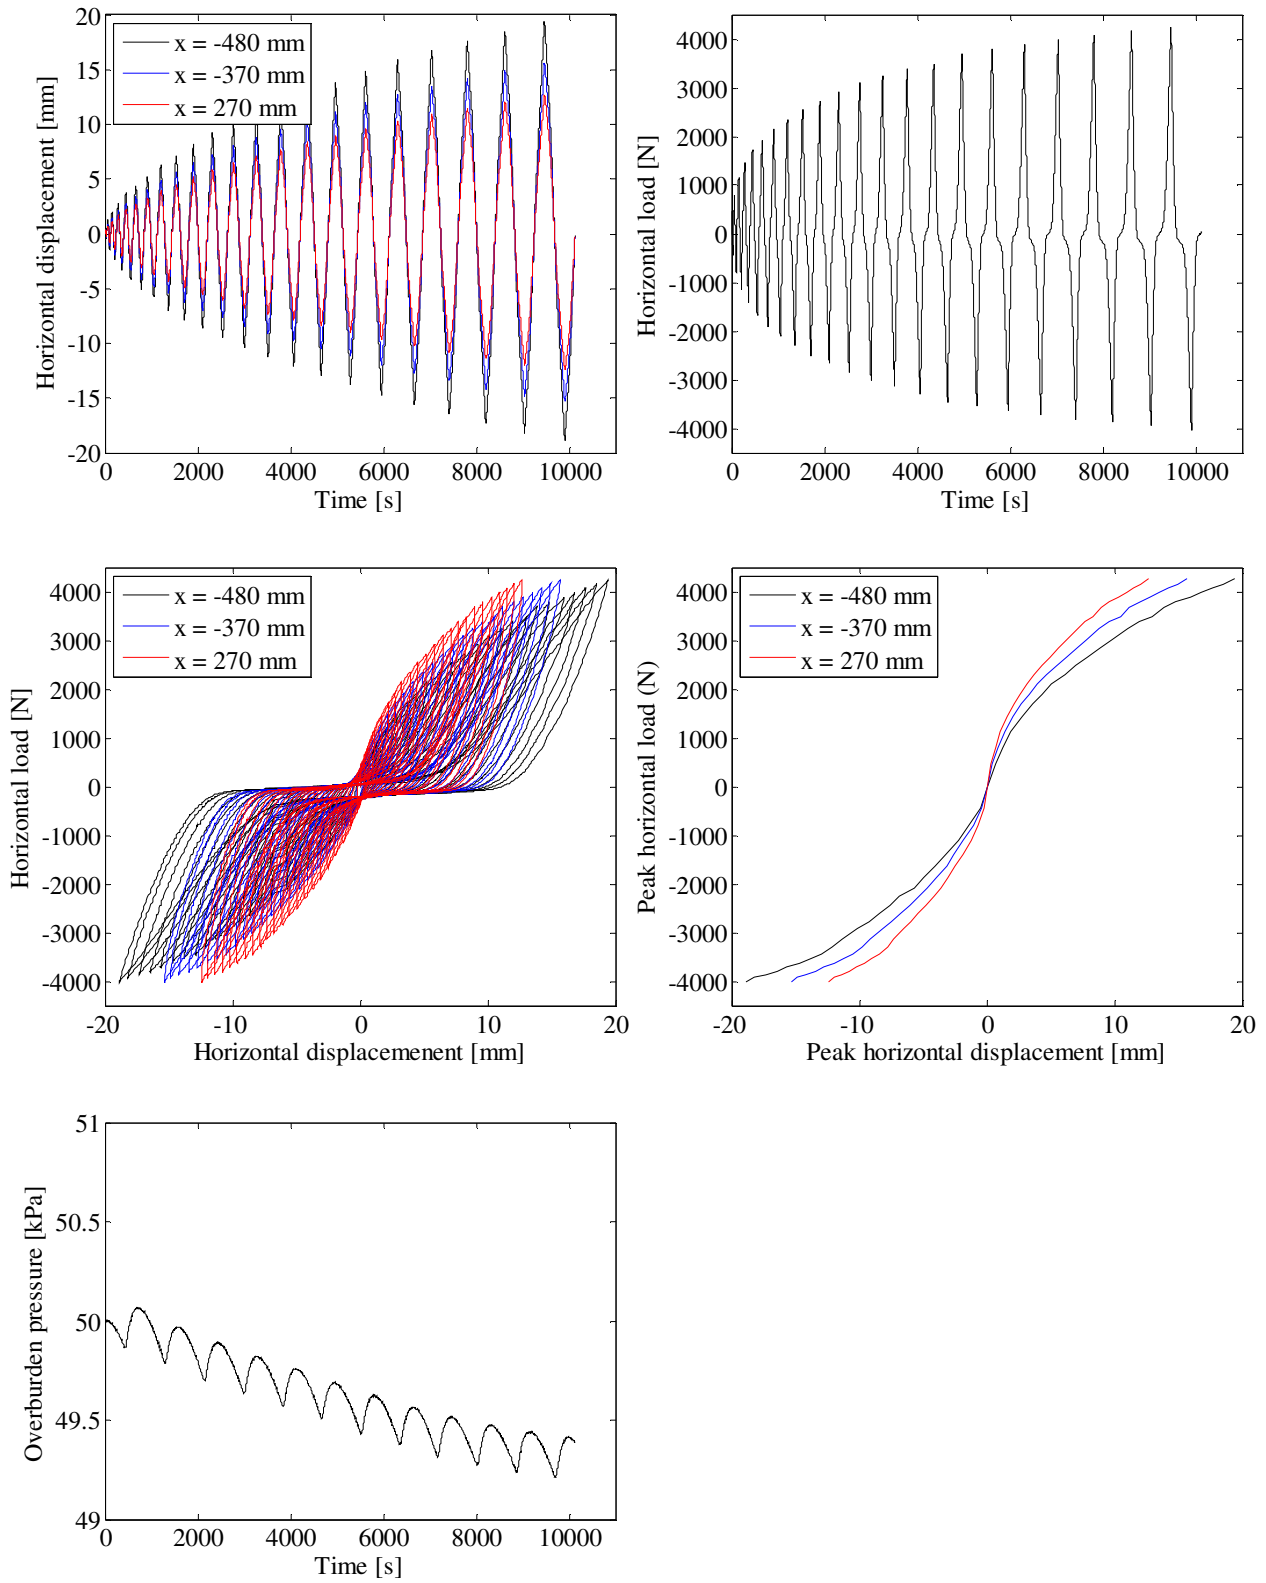 20
15
10
5
0
-5
-10
-15
-20
x = -480 mm
x = -370 mm
x = 270 mm
Horizontal displacement [mm]
0 2000 4000 6000 8000 10000
Time [s]
4000
3000
2000
1000
0
-1000
-2000
-3000
-4000
Horizontal load [N]
0 2000 4000 6000 8000 10000
Time [s]
4000
3000
2000
1000
0
-1000
-2000
-3000
-4000
x = -480 mm
x = -370 mm
x = 270 mm
Horizontal load [N]
-20 -10 0 10 20
Horizontal displacemenent [mm]
4000
3000
2000
1000
0
-1000
-2000
-3000
-4000
x = -480 mm
x = -370 mm
x = 270 mm
Peak horizontal load (N)
-20 -10 0 10 20
Peak horizontal displacement [mm]
51
50.5
50
49.5
49
Overburden pressure [kPa]
0 2000 4000 6000 8000 10000
Time [s]